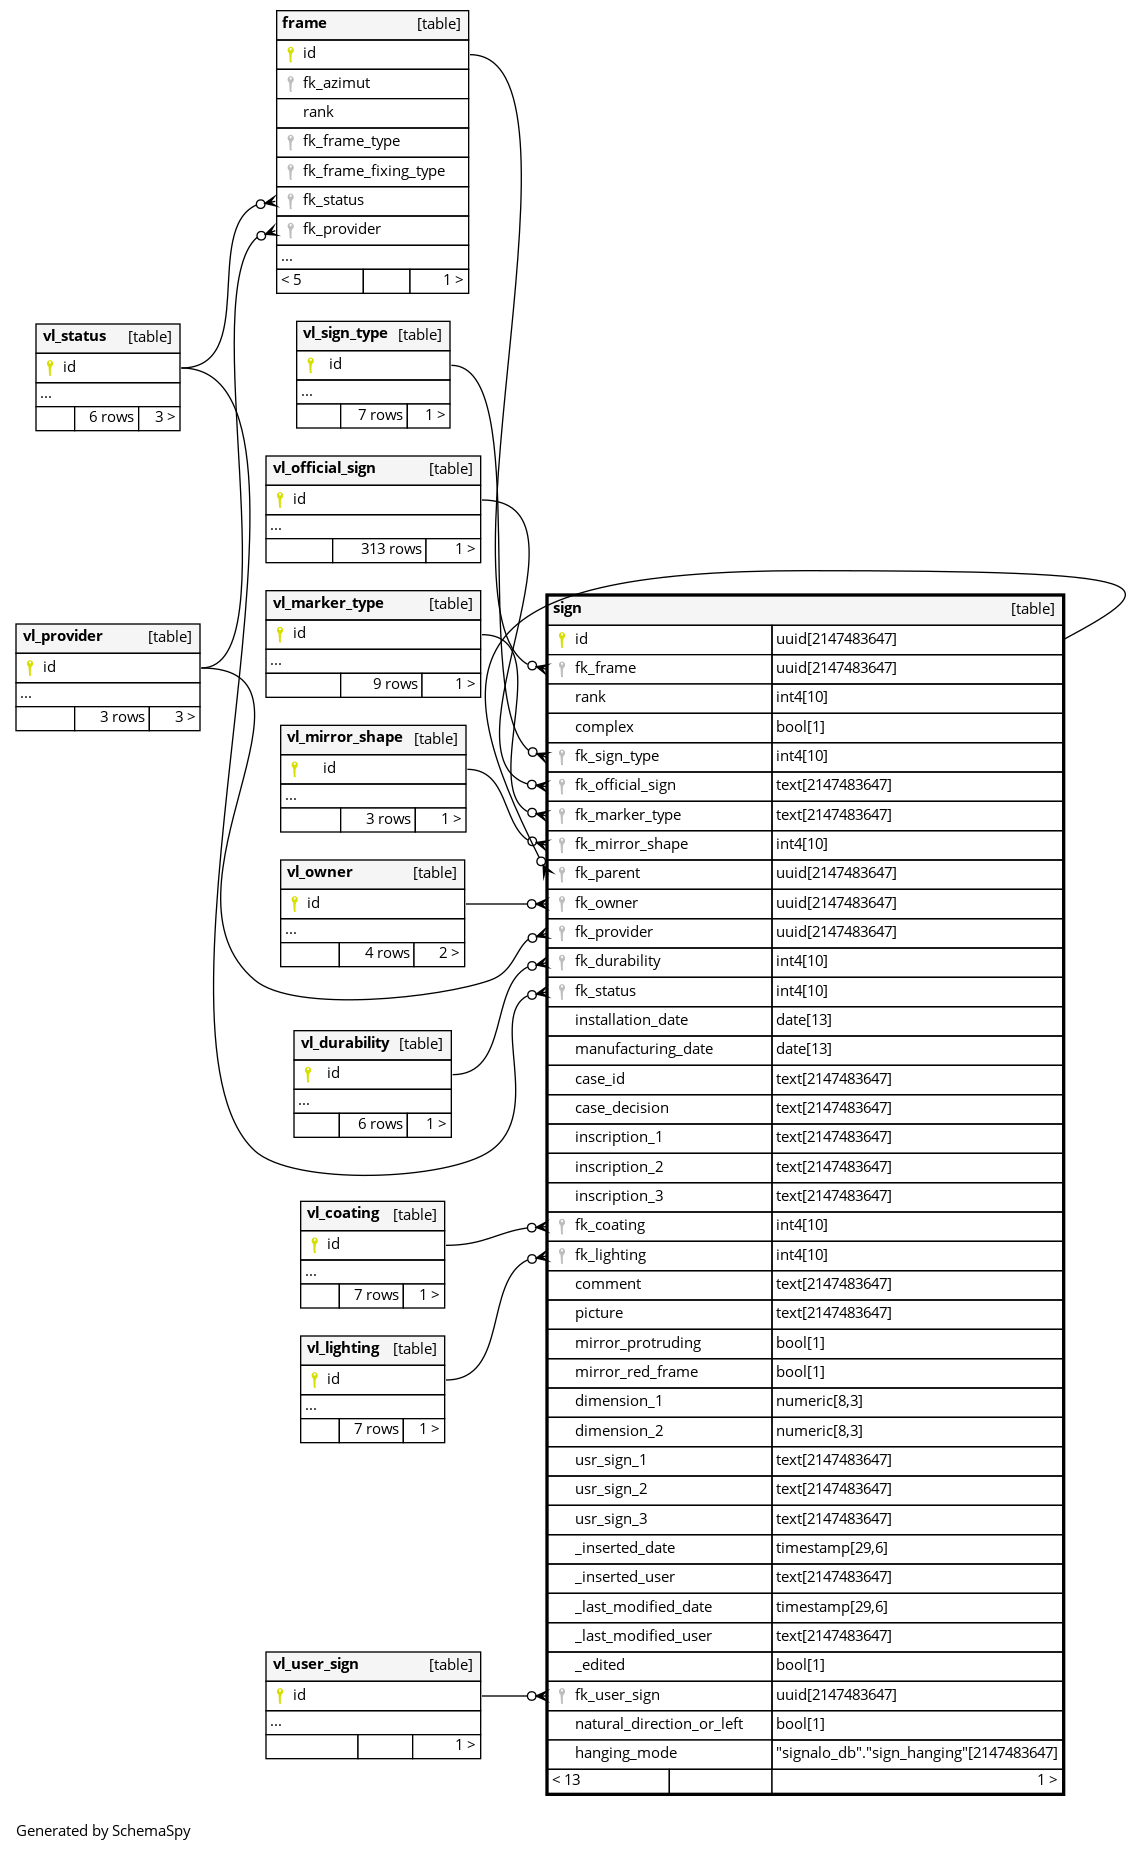 frame [table]
id
fk_azimut
rank
fk_frame_type
fk_frame_fixing_type
fk_status
fk_provider
...
< 5 1 >
vl_status [table]
id
...
6 rows 3 >
vl_sign_type [table]
id
...
7 rows 1 >
vl_official_sign [table]
id
...
313 rows 1 >
vl_marker_type [table]
id
...
9 rows 1 >
vl_provider [table]
id
...
3 rows 3 >
vl_mirror_shape [table]
id
...
3 rows 1 >
vl_owner [table]
id
...
4 rows 2 >
vl_durability [table]
id
...
6 rows 1 >
vl_coating [table]
id
...
7 rows 1 >
vl_lighting [table]
id
...
7 rows 1 >
vl_user_sign [table]
id
...
1 >
sign [table]
id uuid[2147483647]
fk_frame uuid[2147483647]
rank int4[10]
complex bool[1]
fk_sign_type int4[10]
fk_official_sign text[2147483647]
fk_marker_type text[2147483647]
fk_mirror_shape int4[10]
fk_parent uuid[2147483647]
fk_owner uuid[2147483647]
fk_provider uuid[2147483647]
fk_durability int4[10]
fk_status int4[10]
installation_date date[13]
manufacturing_date date[13]
case_id text[2147483647]
case_decision text[2147483647]
inscription_1 text[2147483647]
inscription_2 text[2147483647]
inscription_3 text[2147483647]
fk_coating int4[10]
fk_lighting int4[10]
comment text[2147483647]
picture text[2147483647]
mirror_protruding bool[1]
mirror_red_frame bool[1]
dimension_1 numeric[8,3]
dimension_2 numeric[8,3]
usr_sign_1 text[2147483647]
usr_sign_2 text[2147483647]
usr_sign_3 text[2147483647]
_inserted_date timestamp[29,6]
_inserted_user text[2147483647]
_last_modified_date timestamp[29,6]
_last_modified_user text[2147483647]
_edited bool[1]
fk_user_sign uuid[2147483647]
natural_direction_or_left bool[1]
hanging_mode "signalo_db"."sign_hanging"[2147483647]
< 13 1 >
Generated by SchemaSpy